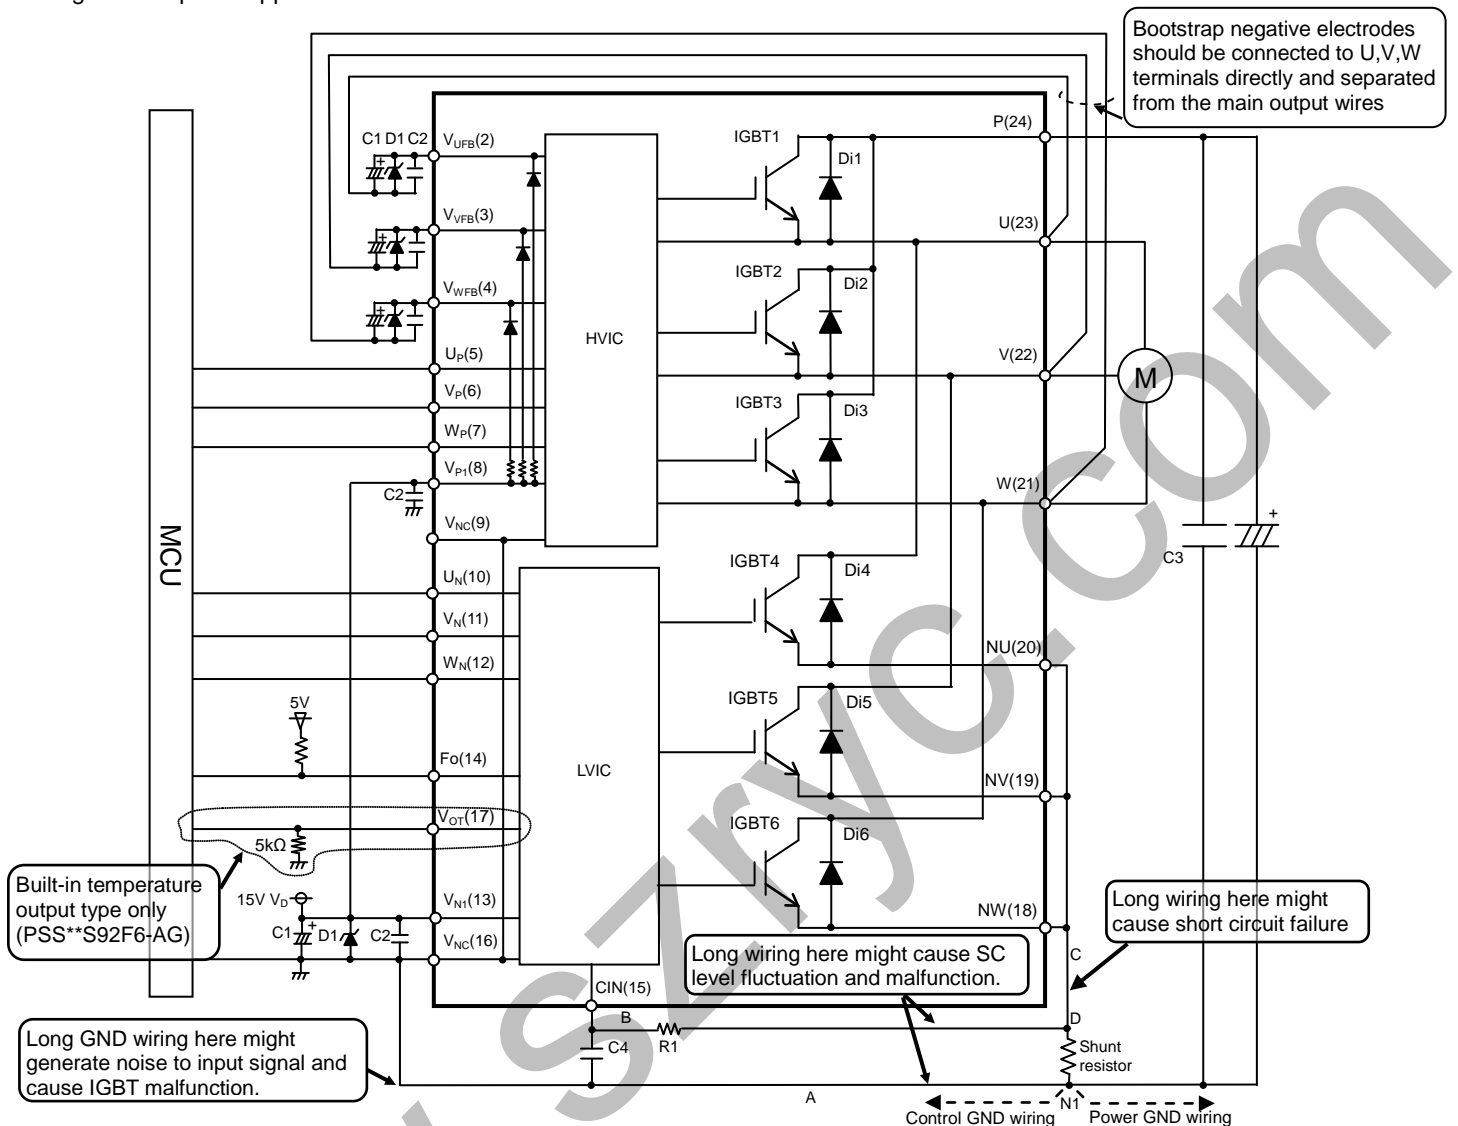 Bootstrap negative electrodes
should be connected to U,V,W
terminals directly and separated
from the main output wires
P(24)
IGBT1
C1 D1 C2
VUFB(2)
Di1
VVFB(3)
U(23)
IGBT2
Di2
VWFB(4)
HVIC
UP(5)
V(22)
M
VP(6)
IGBT3
Di3
WP(7)
VP1(8)
W(21)
C2
VNC(9)
+
C3
MCU
IGBT4
Di4
UN(10)
VN(11)
NU(20)
WN(12)
5V
IGBT5
Di5
Fo(14)
LVIC
NV(19)
VOT(17)
IGBT6
Di6
5kΩ
Built-in temperature
output type only
(PSS**S92F6-AG)
15V VD
VN1(13)
NW(18)
Long wiring here might
cause short circuit failure
C1
+
D1
C2
VNC(16)
Long wiring here might cause SC
level fluctuation and malfunction.
C
CIN(15)
B
D
Long GND wiring here might
generate noise to input signal and
cause IGBT malfunction.
C4
R1
Shunt
resistor
A
N1
Control GND wiring
Power GND wiring
szryc.com